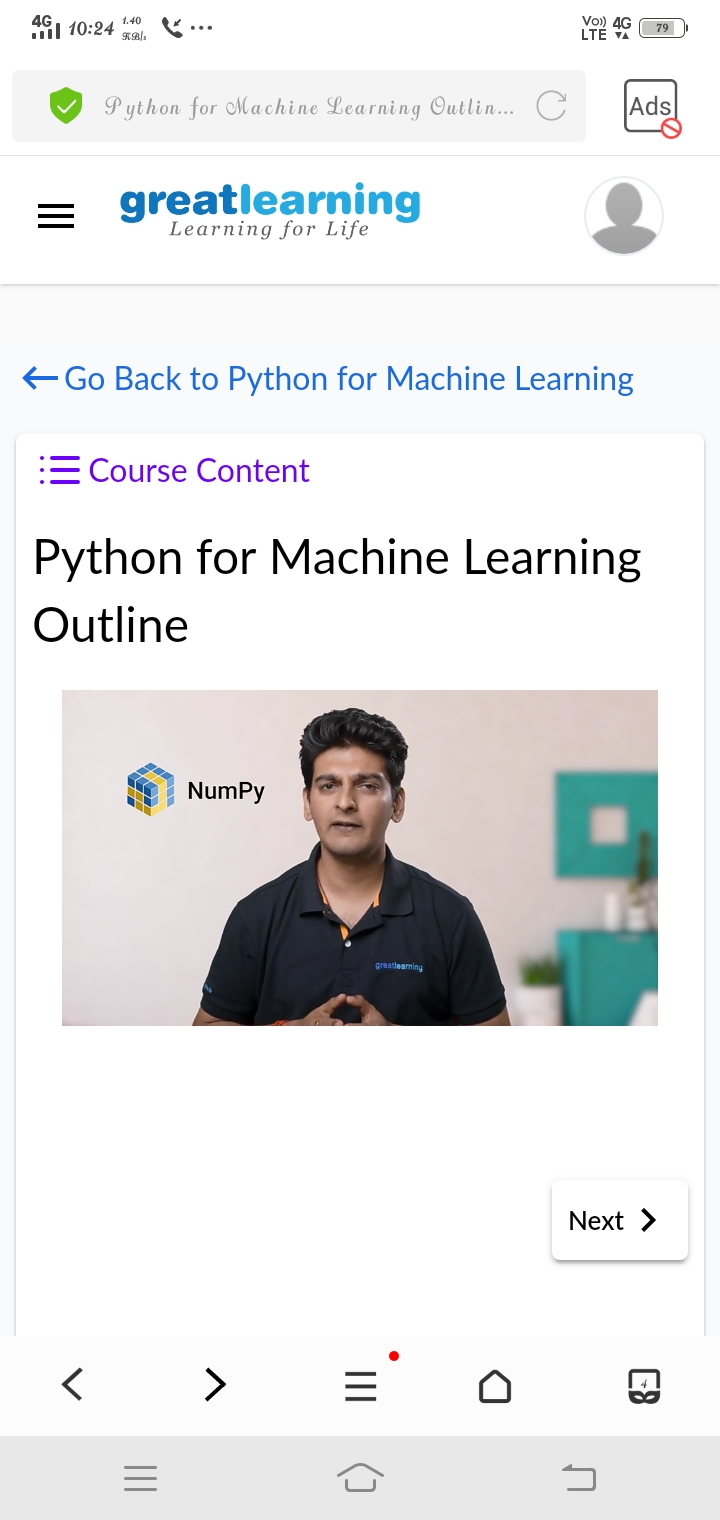 4G 10:24 1.40 KB/s ... Vo)) LTE 4G 79
Python for Machine Learning Outlin...
Ads
greatlearning
Learning for Life
Go Back to Python for Machine Learning
Course Content
Python for Machine Learning
Outline
NumPy
greatlearning
Next
4